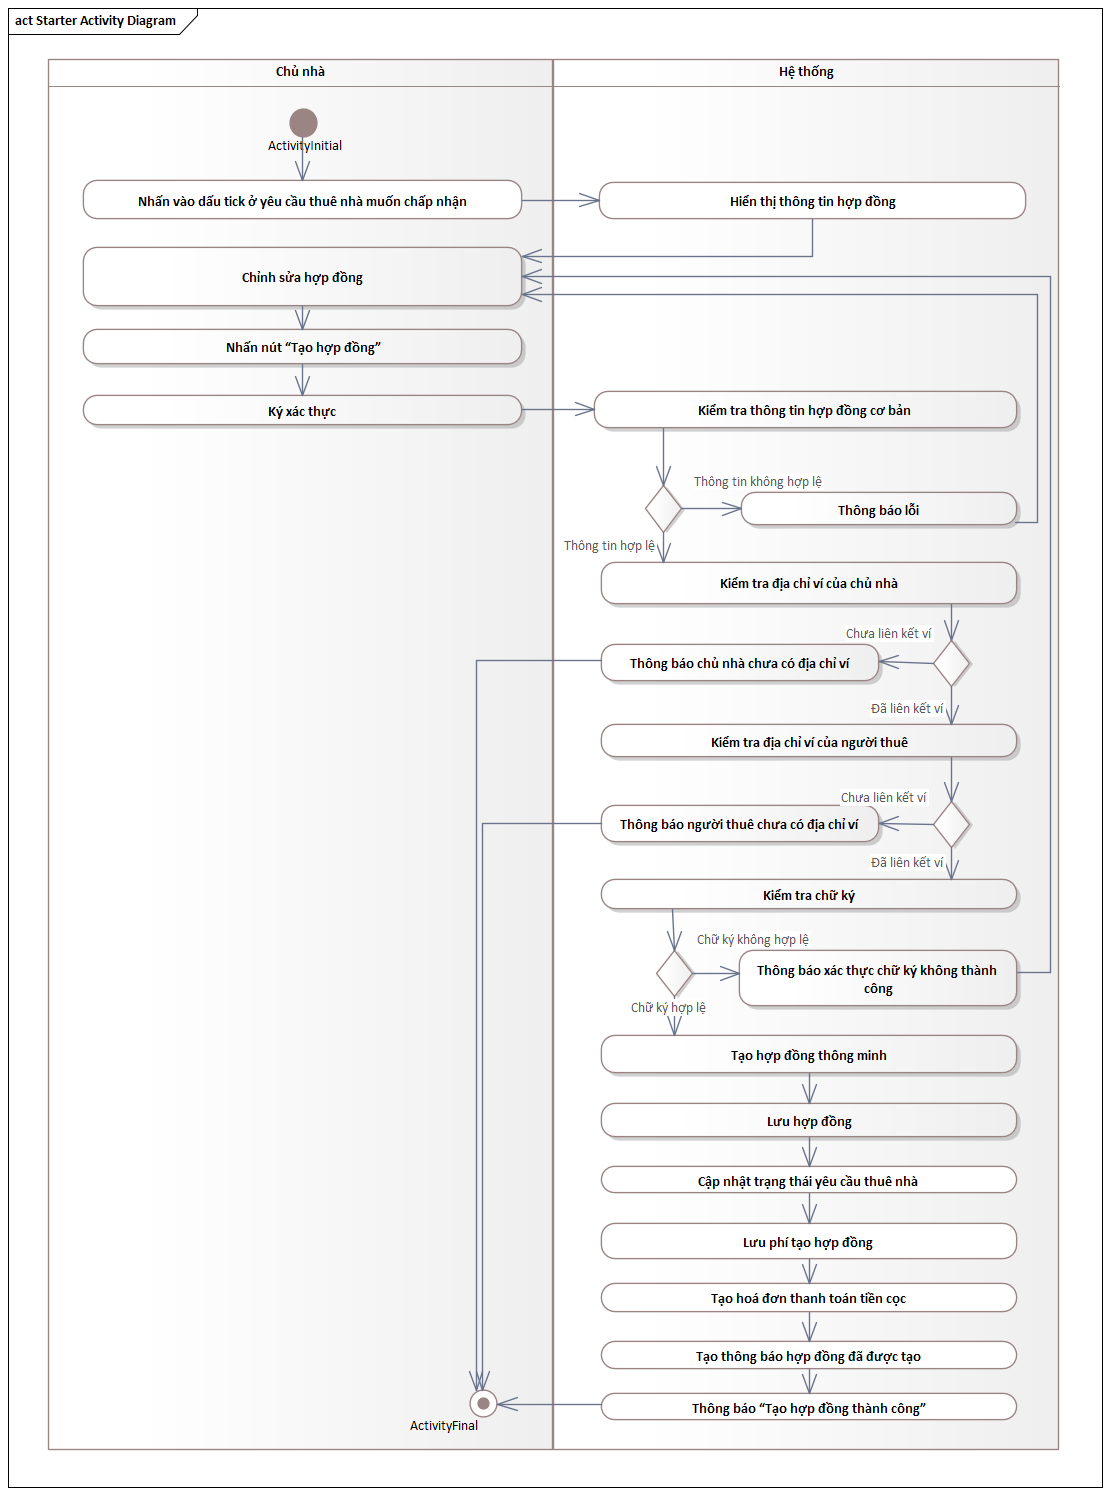 act Starter Activity Diagram
Chủ nhà
Hệ thống
ActivityInitial
Nhấn vào dấu tick ở yêu cầu thuê nhà muốn chấp nhận
Hiển thị thông tin hợp đồng
Chỉnh sửa hợp đồng
Nhấn nút “Tạo hợp đồng”
Ký xác thực
Kiểm tra thông tin hợp đồng cơ bản
Thông tin không hợp lệ
Thông báo lỗi
Thông tin hợp lệ
Kiểm tra địa chỉ ví của chủ nhà
Chưa liên kết ví
Thông báo chủ nhà chưa có địa chỉ ví
Đã liên kết ví
Kiểm tra địa chỉ ví của người thuê
Chưa liên kết ví
Thông báo người thuê chưa có địa chỉ ví
Đã liên kết ví
Kiểm tra chữ ký
Chữ ký không hợp lệ
Thông báo xác thực chữ ký không thành
công
Chữ ký hợp lệ
Tạo hợp đồng thông minh
Lưu hợp đồng
Cập nhật trạng thái yêu cầu thuê nhà
Lưu phí tạo hợp đồng
Tạo hoá đơn thanh toán tiền cọc
Tạo thông báo hợp đồng đã được tạo
Thông báo “Tạo hợp đồng thành công”
ActivityFinal